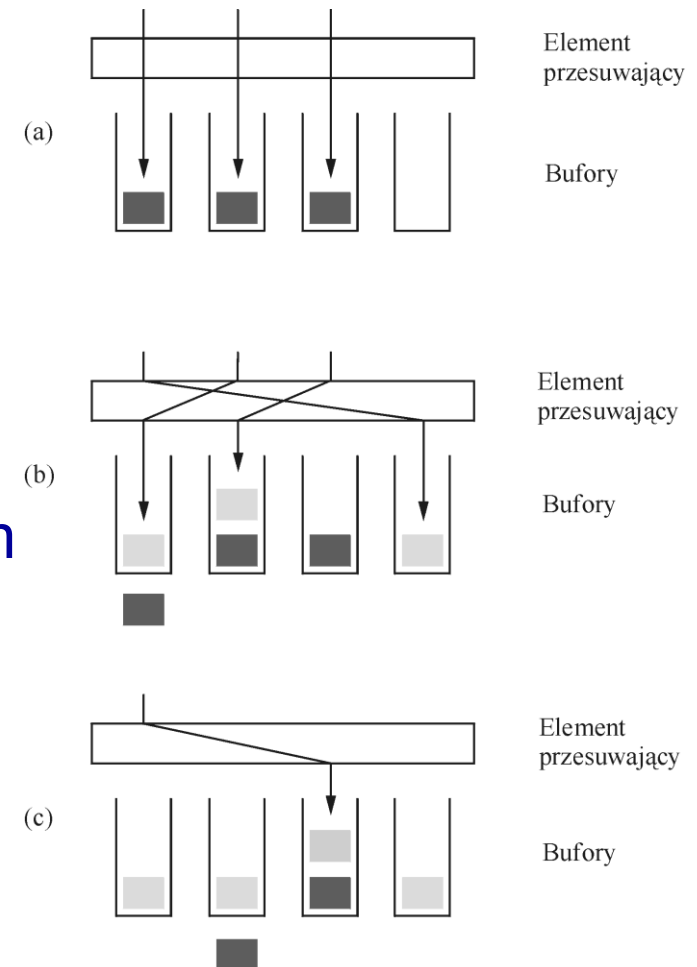 Element
przesuwający
(a)
Bufory
Element
przesuwający
(b)
Bufory
n
Element
przesuwający
(c)
Bufory